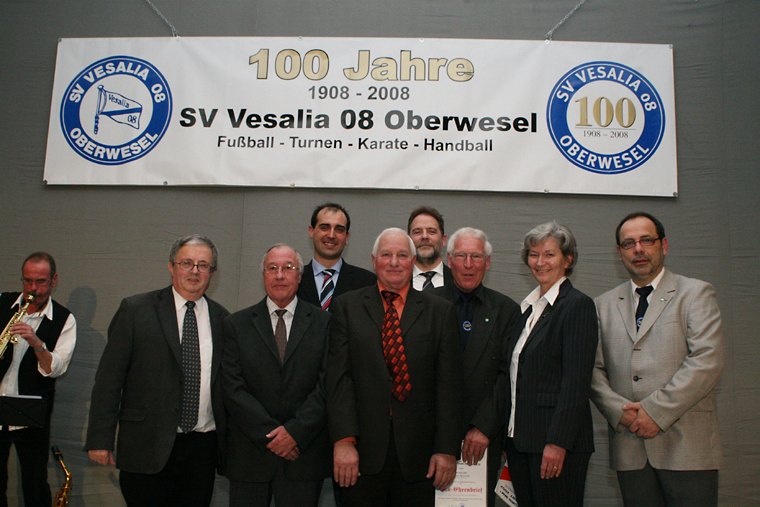 SV VESALIA 08
Vesalia
08
OBERWESEL
100 Jahre
1908 - 2008
SV Vesalia 08 Oberwesel
Fußball - Turnen - Karate - Handball
SV VESALIA 08
100
1908 – 2008
OBERWESEL